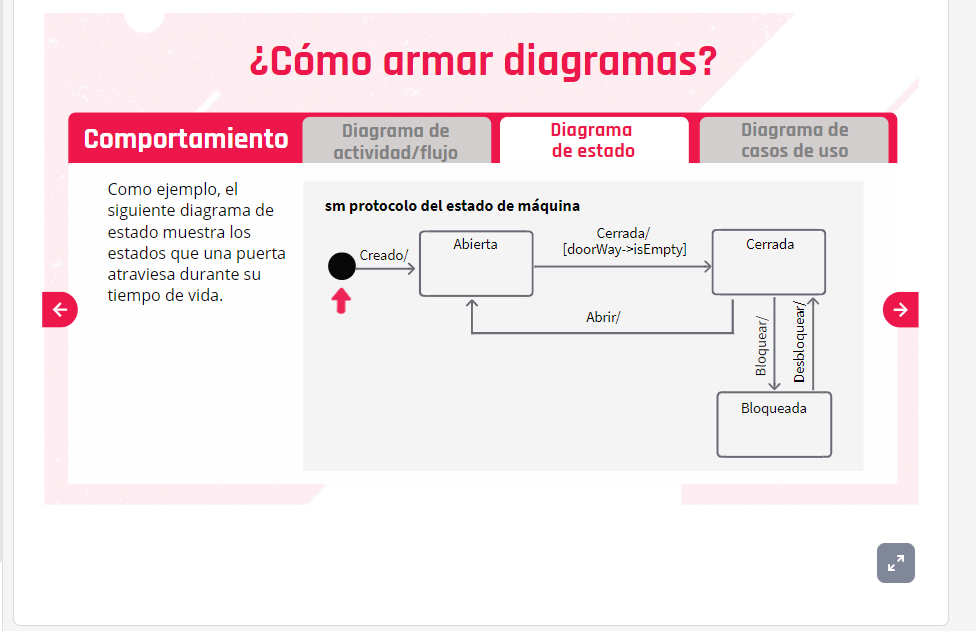 ¿Cómo armar diagramas?
Comportamiento
Diagrama de
actividad/flujo
Diagrama
de estado
Diagrama de
casos de uso
Como ejemplo, el
siguiente diagrama de
estado muestra los
estados que una puerta
atraviesa durante su
tiempo de vida.
sm protocolo del estado de máquina
Creado/
Abierta
Cerrada/
[doorWay->isEmpty]
Cerrada
Abrir/
Bloquear/
Desbloquear/
Bloqueada